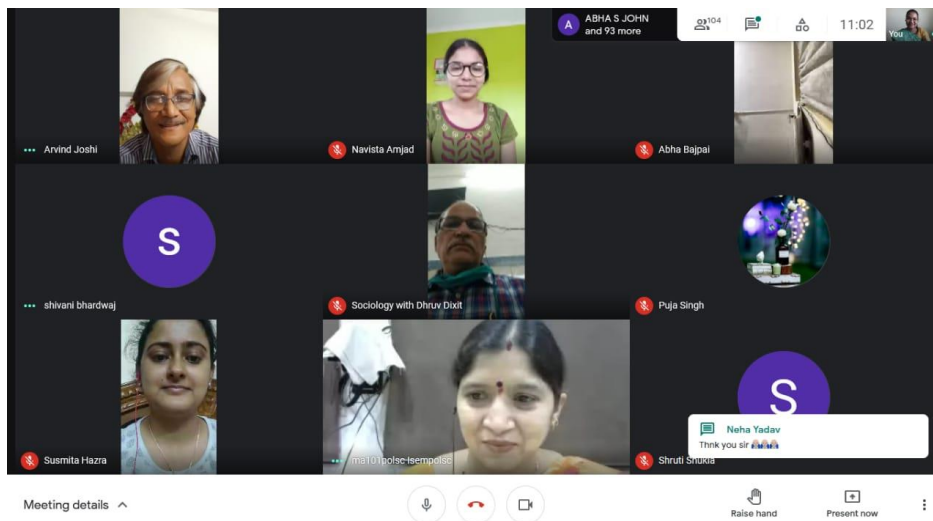 A
ABHA S JOHN
and 93 more
104
11:02
You
Arvind Joshi
Navista Amjad
Abha Bajpai
S
shivani bhardwaj
Sociology with Dhruv Dixit
Puja Singh
S
Neha Yadav
Thnk you sir 🙏🙏🙏🙏
Susmita Hazra
ma101polsc-isempolsc
Shruti Shukla
Meeting details
Raise hand
Present now